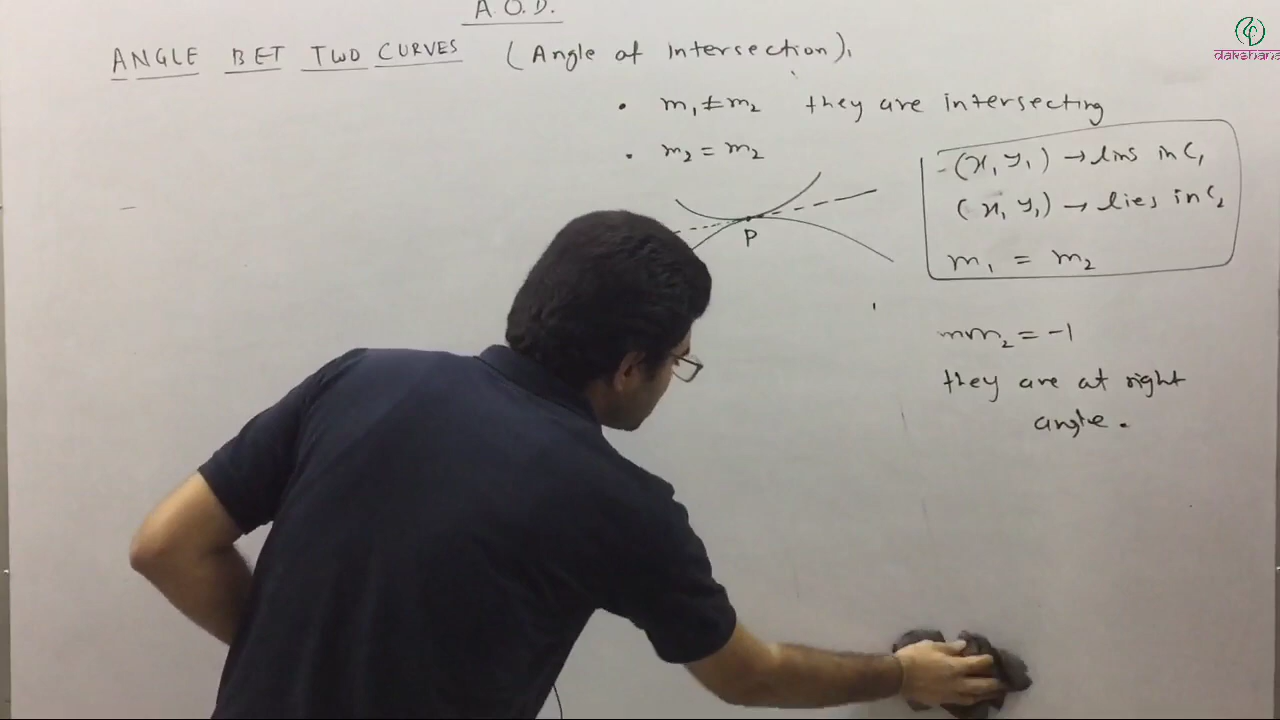 A.O.D.
ANGLE BET TWO CURVES (Angle of intersection).
• m₁ ≠ m₂ they are intersecting
• m₂ = m₂
P
- (x₁ y₁) → lins in C₁
(x₁ y₁) → lies in C₂
m₁ = m₂
mm₂ = -1
they are at right
angle.
dakshana